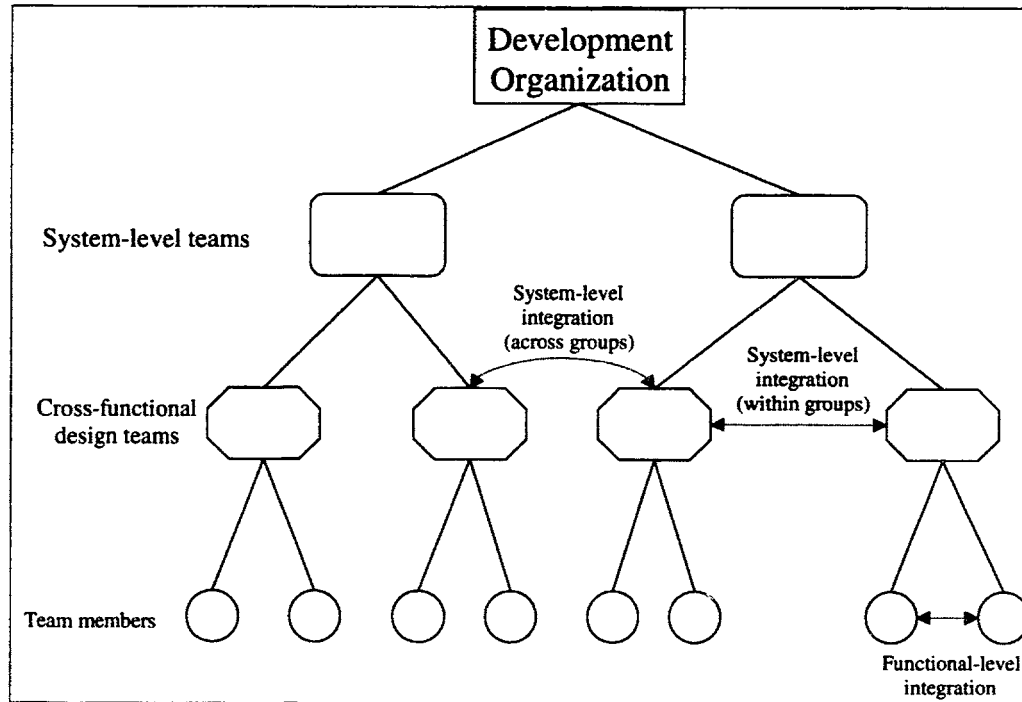 Development
Organization
System-level teams
System-level
integration
(across groups)
System-level
integration
(within groups)
Cross-functional
design teams
Team members
Functional-level
integration